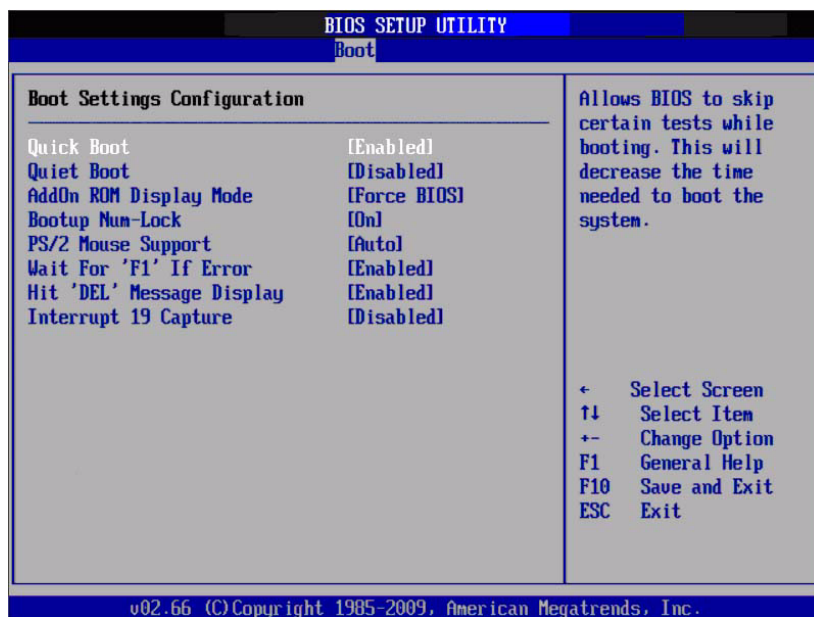 BIOS SETUP UTILITY
Boot
Boot Settings Configuration
Quick Boot [Enabled]
Quiet Boot [Disabled]
AddOn ROM Display Mode [Force BIOS]
Bootup Num-Lock [On]
PS/2 Mouse Support [Auto]
Wait For 'F1' If Error [Enabled]
Hit 'DEL' Message Display [Enabled]
Interrupt 19 Capture [Disabled]
Allows BIOS to skip
certain tests while
booting. This will
decrease the time
needed to boot the
system.
← Select Screen
↑↓ Select Item
+- Change Option
F1 General Help
F10 Save and Exit
ESC Exit
v02.66 (C)Copyright 1985-2009, American Megatrends, Inc.